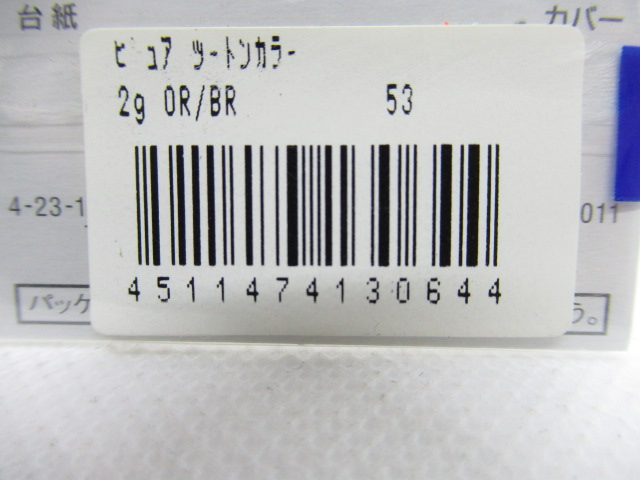 台紙
カバー
ピュア ツートンカラー
2g OR/BR 53
4-23-1
011
4511474130644
パッケ
う。